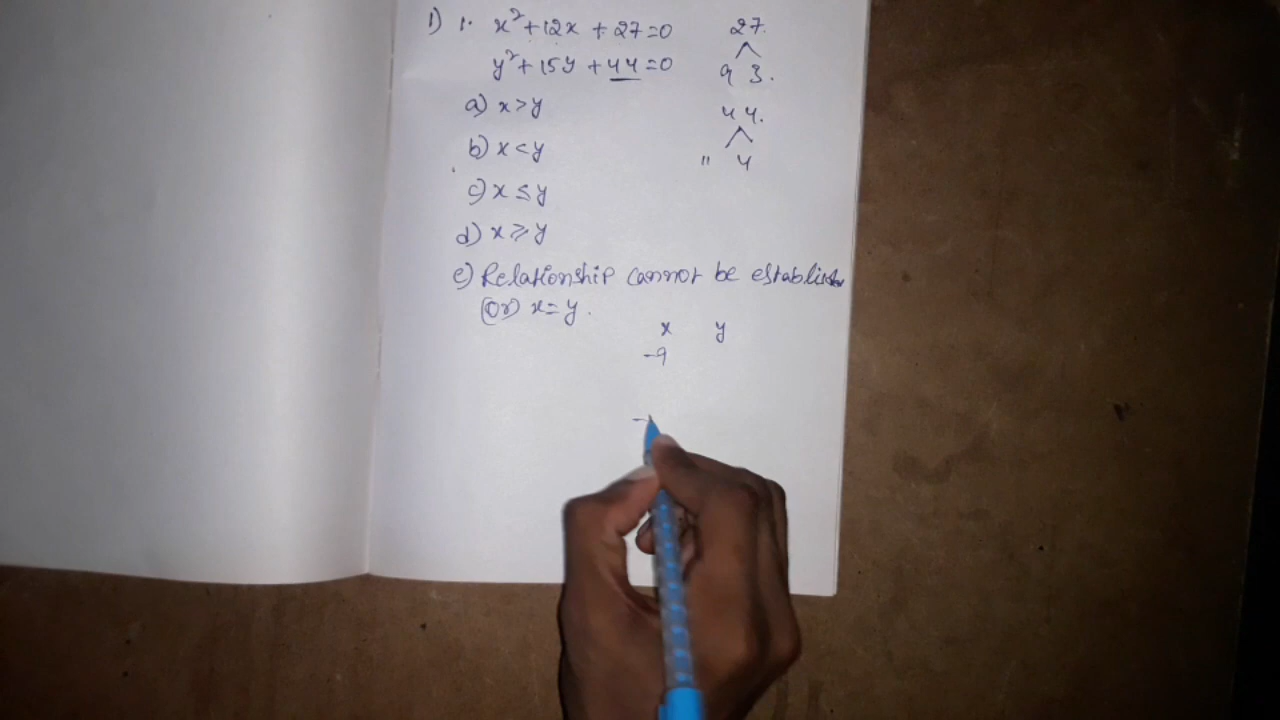 1) 1. x²+12x +27=0
y²+15y +44=0
a) x>y
b) x<y
c) x≤y
d) x≥y
e) Relationship cannot be
(or) x=y.
27.
9 3.
44.
11 4
x y
-9
-